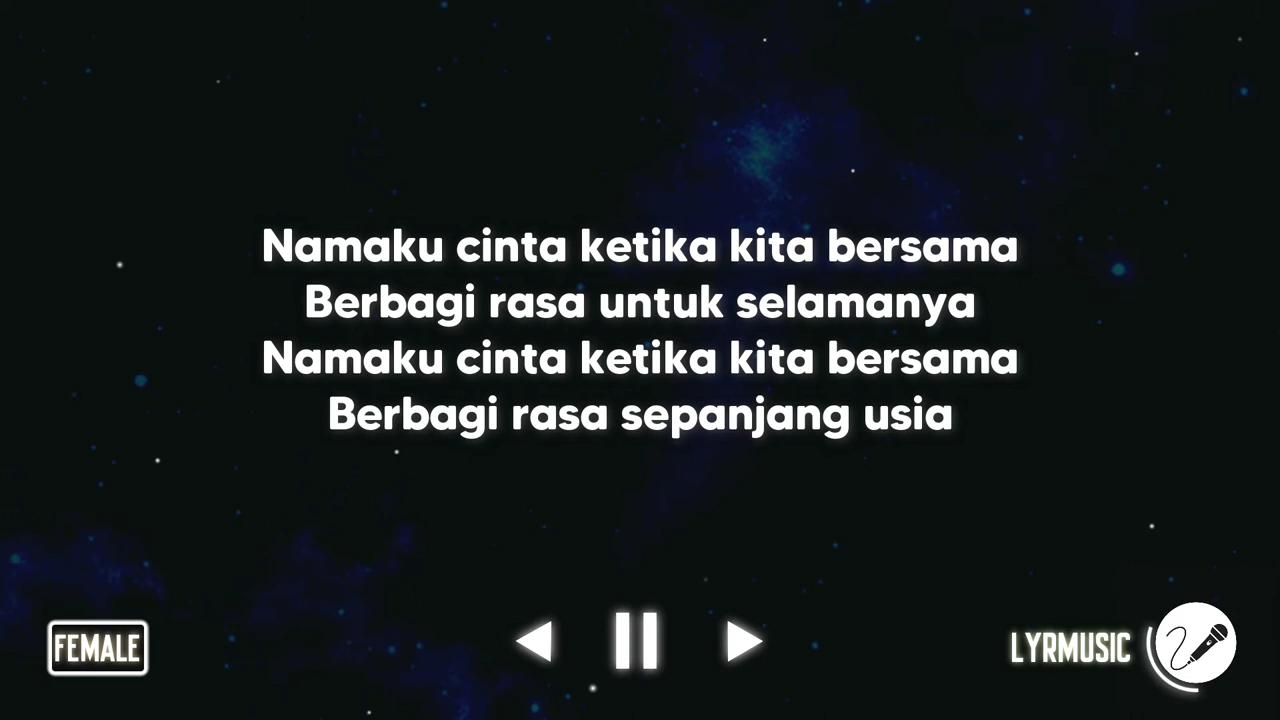 Namaku cinta ketika kita bersama
Berbagi rasa untuk selamanya
Namaku cinta ketika kita bersama
Berbagi rasa sepanjang usia
FEMALE
LYRMUSIC